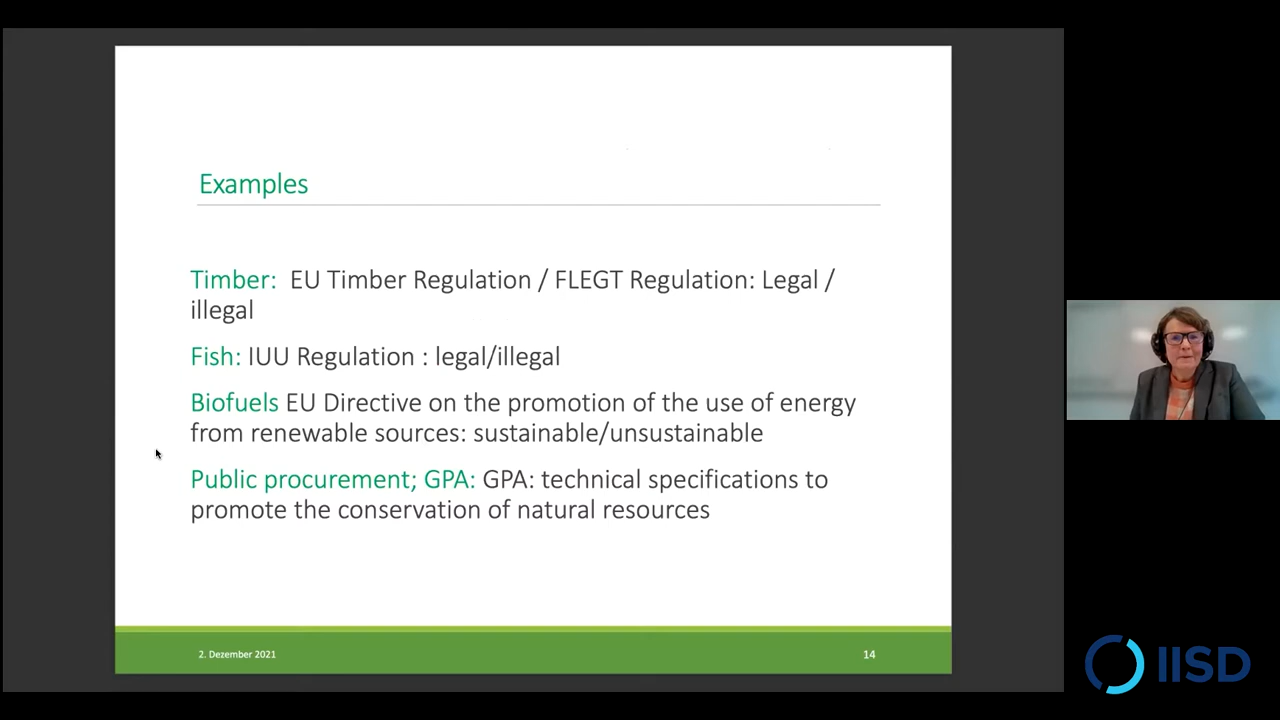 Examples
Timber:  EU Timber Regulation / FLEGT Regulation: Legal /
illegal
Fish: IUU Regulation : legal/illegal
Biofuels EU Directive on the promotion of the use of energy
from renewable sources: sustainable/unsustainable
Public procurement; GPA: GPA: technical specifications to
promote the conservation of natural resources
2. Dezember 2021
14
IISD